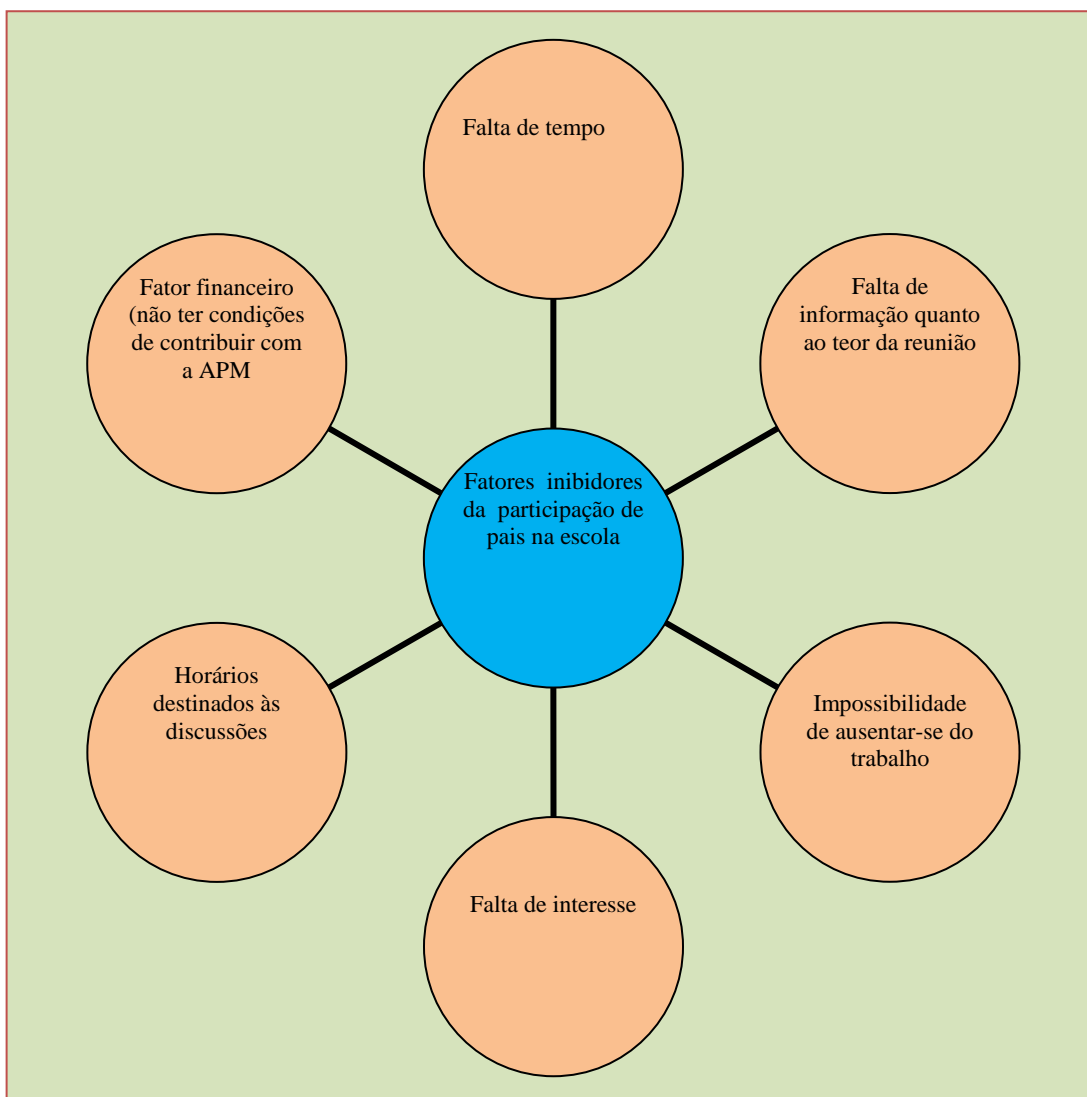 Falta de tempo
Fator financeiro
(não ter condições
de contribuir com
a APM
Falta de
informação quanto
ao teor da reunião
Fatores inibidores
da participação de
pais na escola
Horários
destinados às
discussões
Impossibilidade
de ausentar-se do
trabalho
Falta de interesse